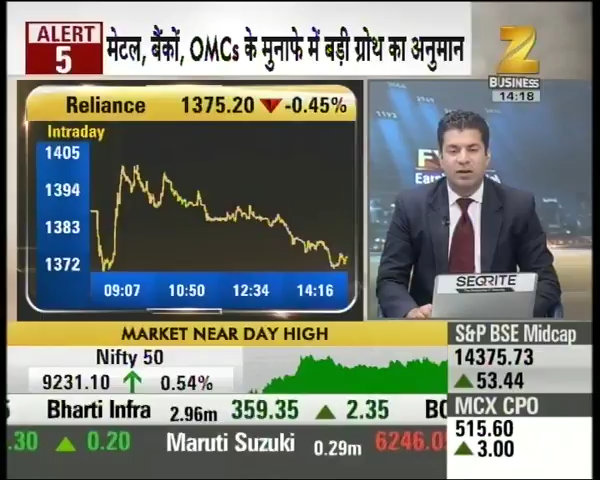 ALERT
5
मेटल, बैंकों, OMCs के मुनाफे में बड़ी ग्रोथ का अनुमान
Z
BUSINESS
14:18
Reliance 1375.20 -0.45%
Intraday
1405
1394
1383
1372
09:07 10:50 12:34 14:16
SEQRITE
MARKET NEAR DAY HIGH
Nifty 50
9231.10 0.54%
S&P BSE Midcap
14375.73
53.44
MCX CPO
515.60
3.00
Bharti Infra 2.96m 359.35 2.35
.30 0.20 Maruti Suzuki 0.29m